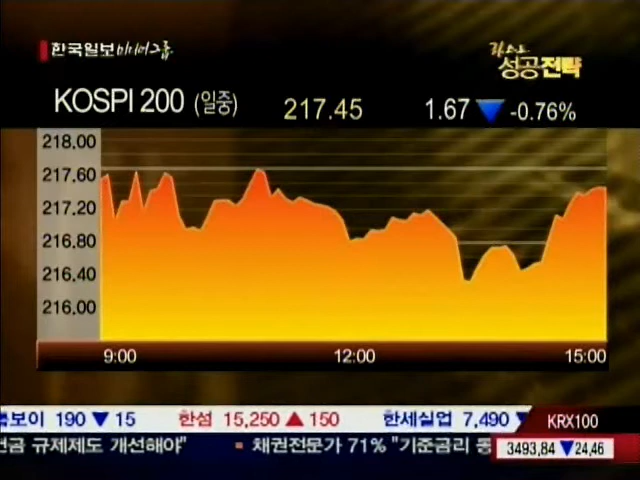 한국일보 미디어그룹
성공전략
KOSPI 200 (일중) 217.45 1.67 ▼ -0.76%
218.00
217.60
217.20
216.80
216.40
216.00
9:00 12:00 15:00
보이 190 ▼ 15 한섬 15,250 ▲ 150 한세실업 7,490 ▼
KRX100
규제제도 개선해야" ▪ 채권전문가 71% "기준금리
3493,84 ▼ 24,46